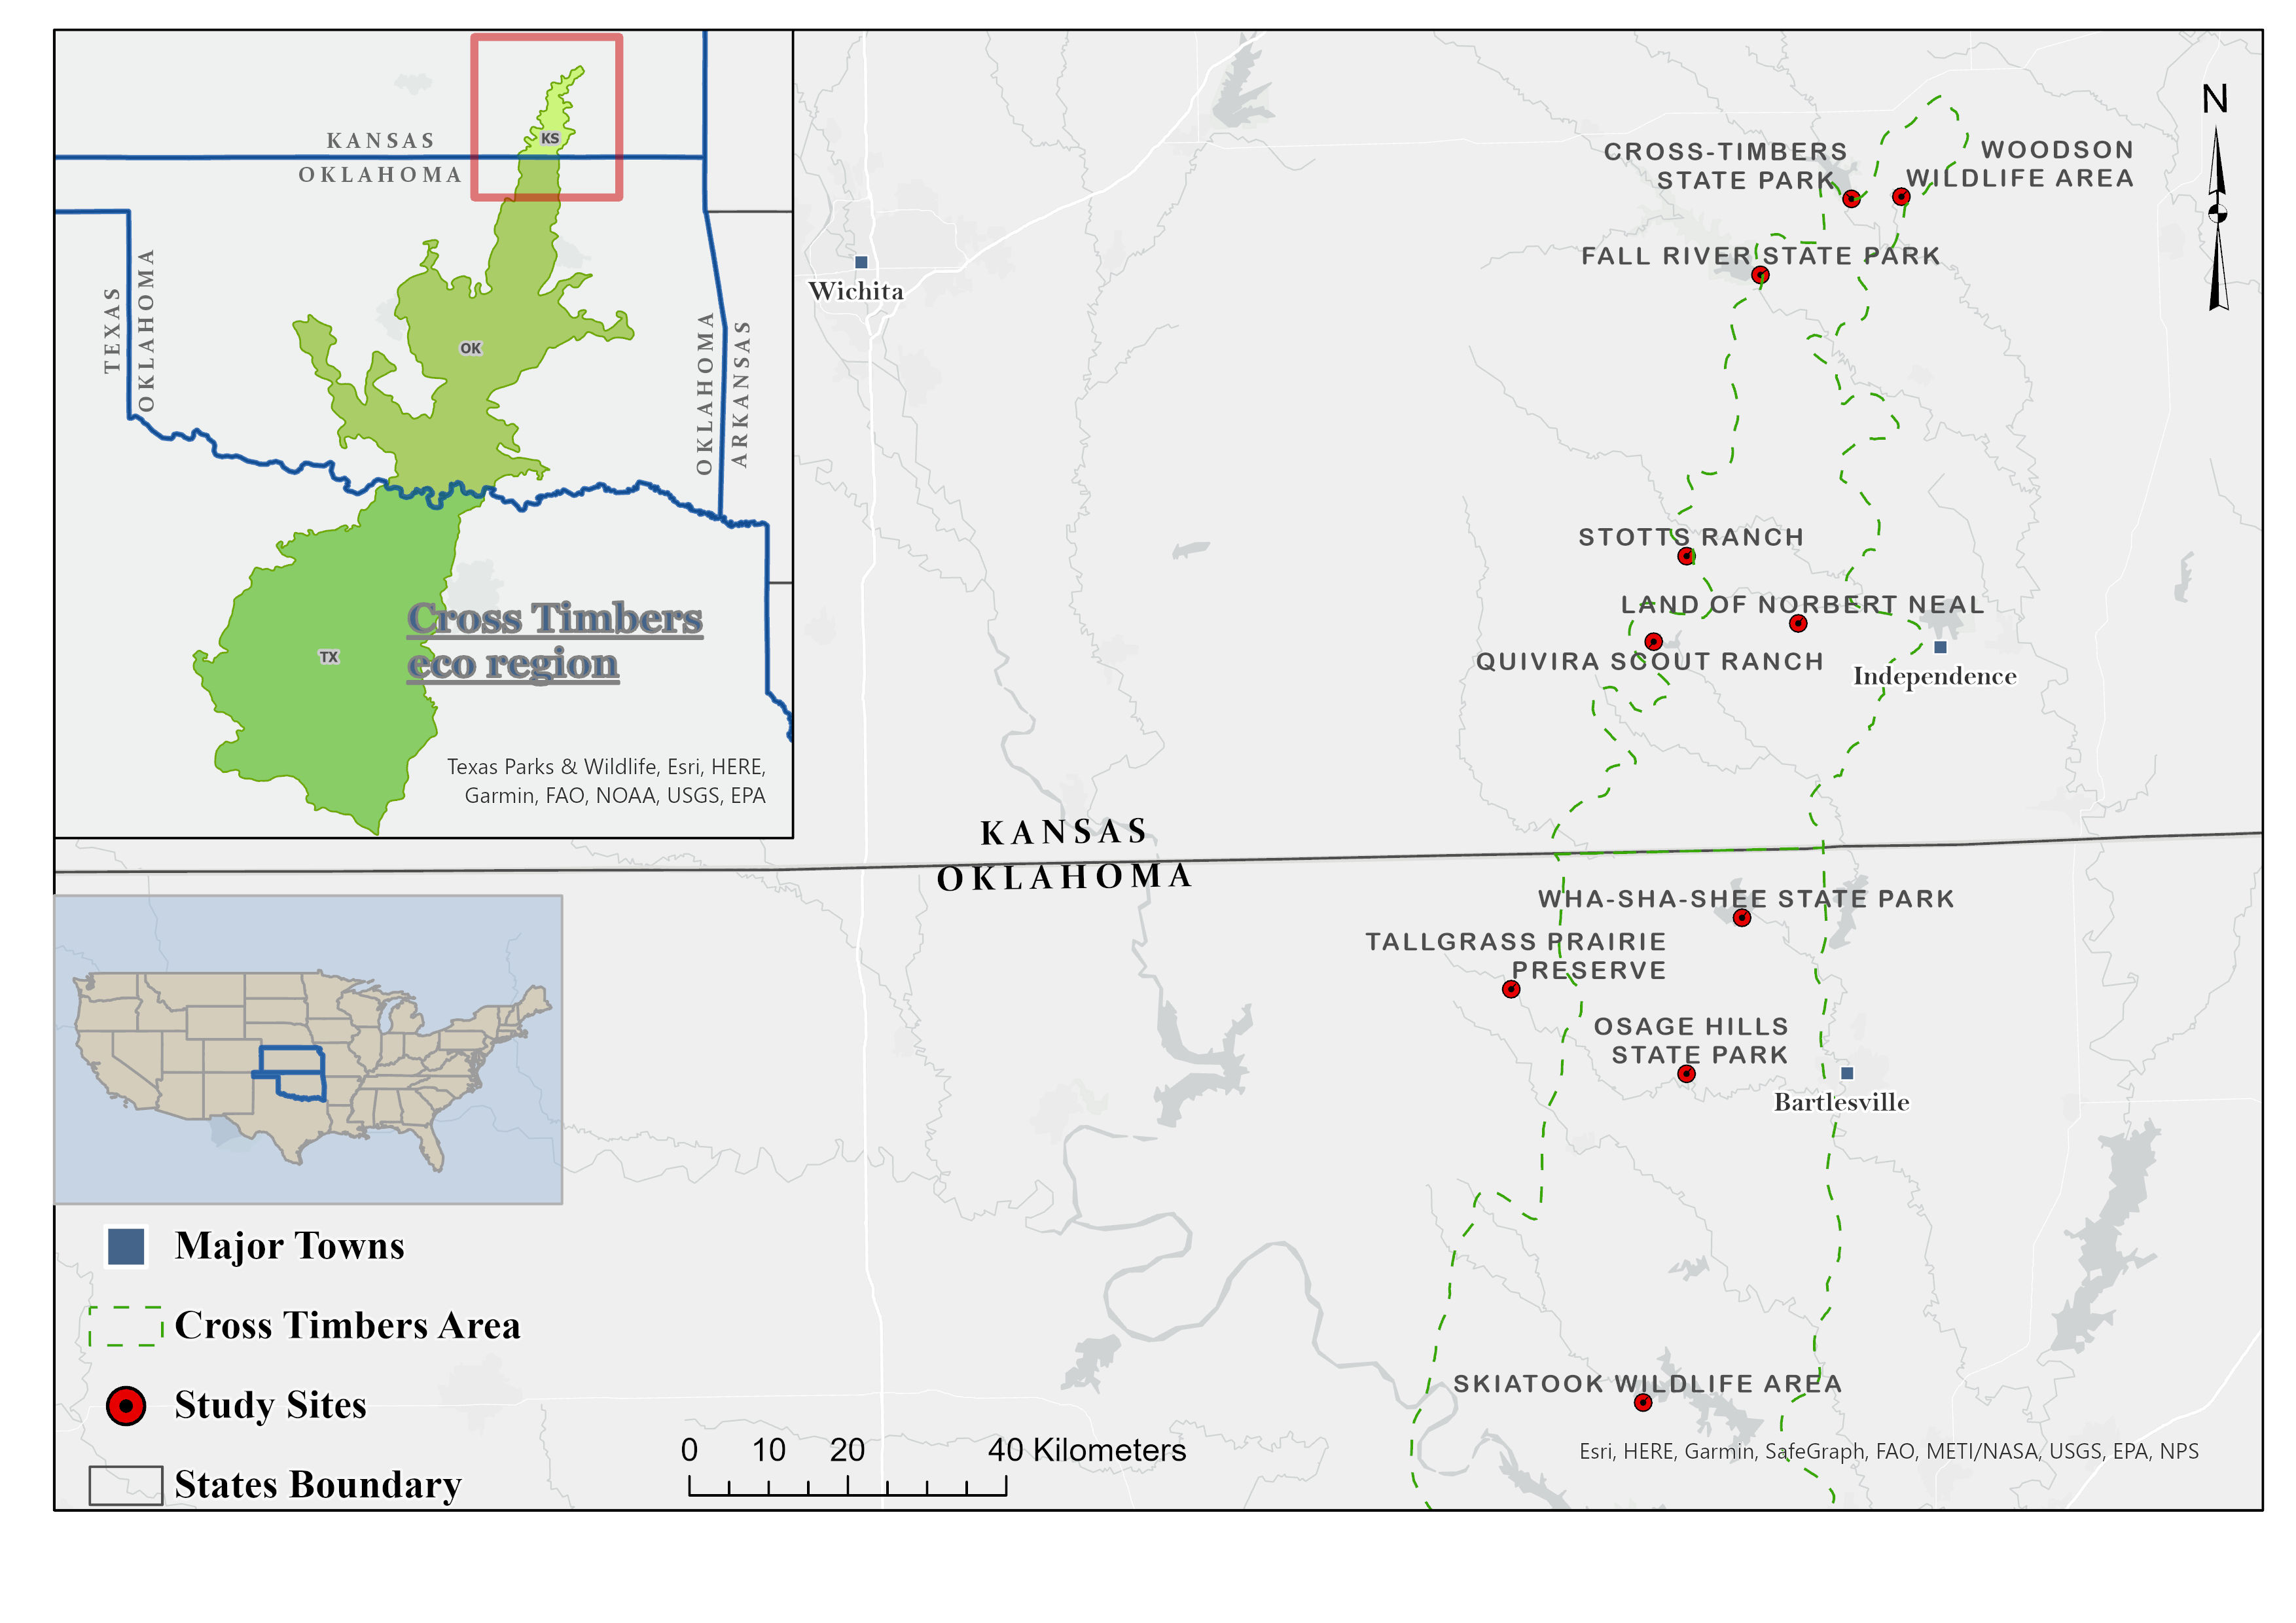 KANSAS
OKLAHOMA
KS
TEXAS
OKLAHOMA
OK
OKLAHOMA
ARKANSAS
TX
Cross Timbers
eco region
Texas Parks & Wildlife, Esri, HERE,
Garmin, FAO, NOAA, USGS, EPA
N
CROSS-TIMBERS
STATE PARK
WOODSON
WILDLIFE AREA
FALL RIVER STATE PARK
Wichita
STOTTS RANCH
LAND OF NORBERT NEAL
QUIVIRA SCOUT RANCH
Independence
KANSAS
OKLAHOMA
WHA-SHA-SHEE STATE PARK
TALLGRASS PRAIRIE
PRESERVE
OSAGE HILLS
STATE PARK
Bartlesville
SKIATOOK WILDLIFE AREA
Major Towns
Cross Timbers Area
Study Sites
States Boundary
0 10 20 40 Kilometers
Esri, HERE, Garmin, SafeGraph, FAO, METI/NASA, USGS, EPA, NPS